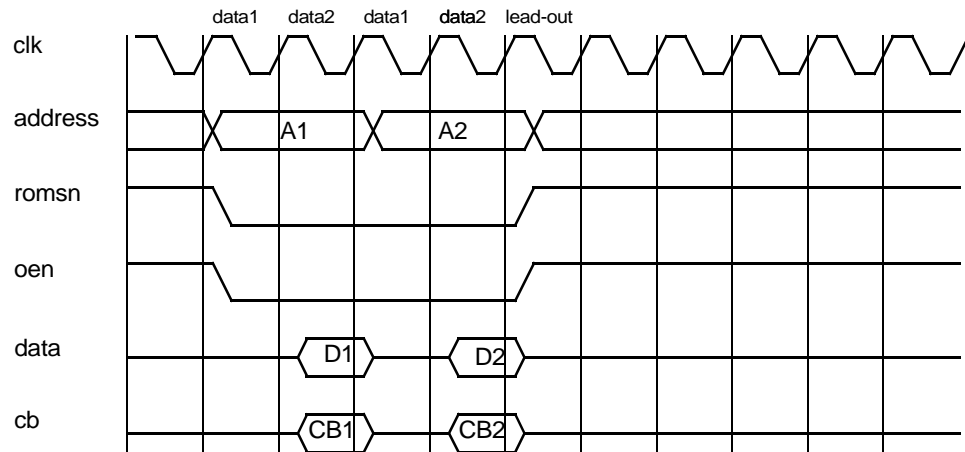 data1 data2 data1 data2 lead-out
clk
address A1 A2
romsn
oen
data D1 D2
cb CB1 CB2